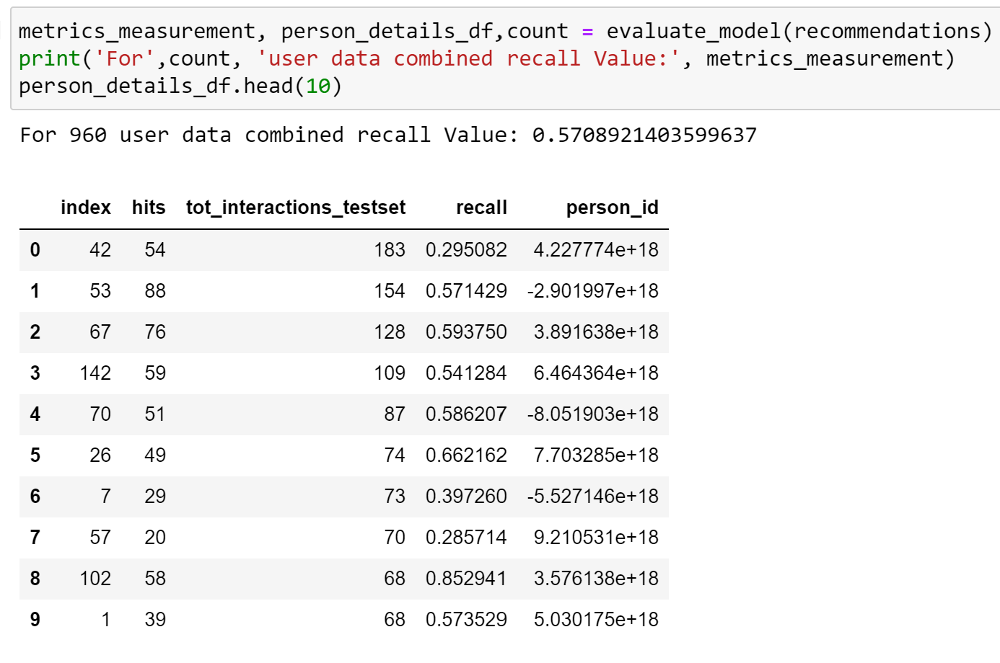 metrics_measurement, person_details_df,count = evaluate_model(recommendations)
print('For',count, 'user data combined recall Value:', metrics_measurement)
person_details_df.head(10)
For 960 user data combined recall Value: 0.5708921403599637
index hits tot_interactions_testset recall person_id
0 42 54 183 0.295082 4.227774e+18
1 53 88 154 0.571429 -2.901997e+18
2 67 76 128 0.593750 3.891638e+18
3 142 59 109 0.541284 6.464364e+18
4 70 51 87 0.586207 -8.051903e+18
5 26 49 74 0.662162 7.703285e+18
6 7 29 73 0.397260 -5.527146e+18
7 57 20 70 0.285714 9.210531e+18
8 102 58 68 0.852941 3.576138e+18
9 1 39 68 0.573529 5.030175e+18